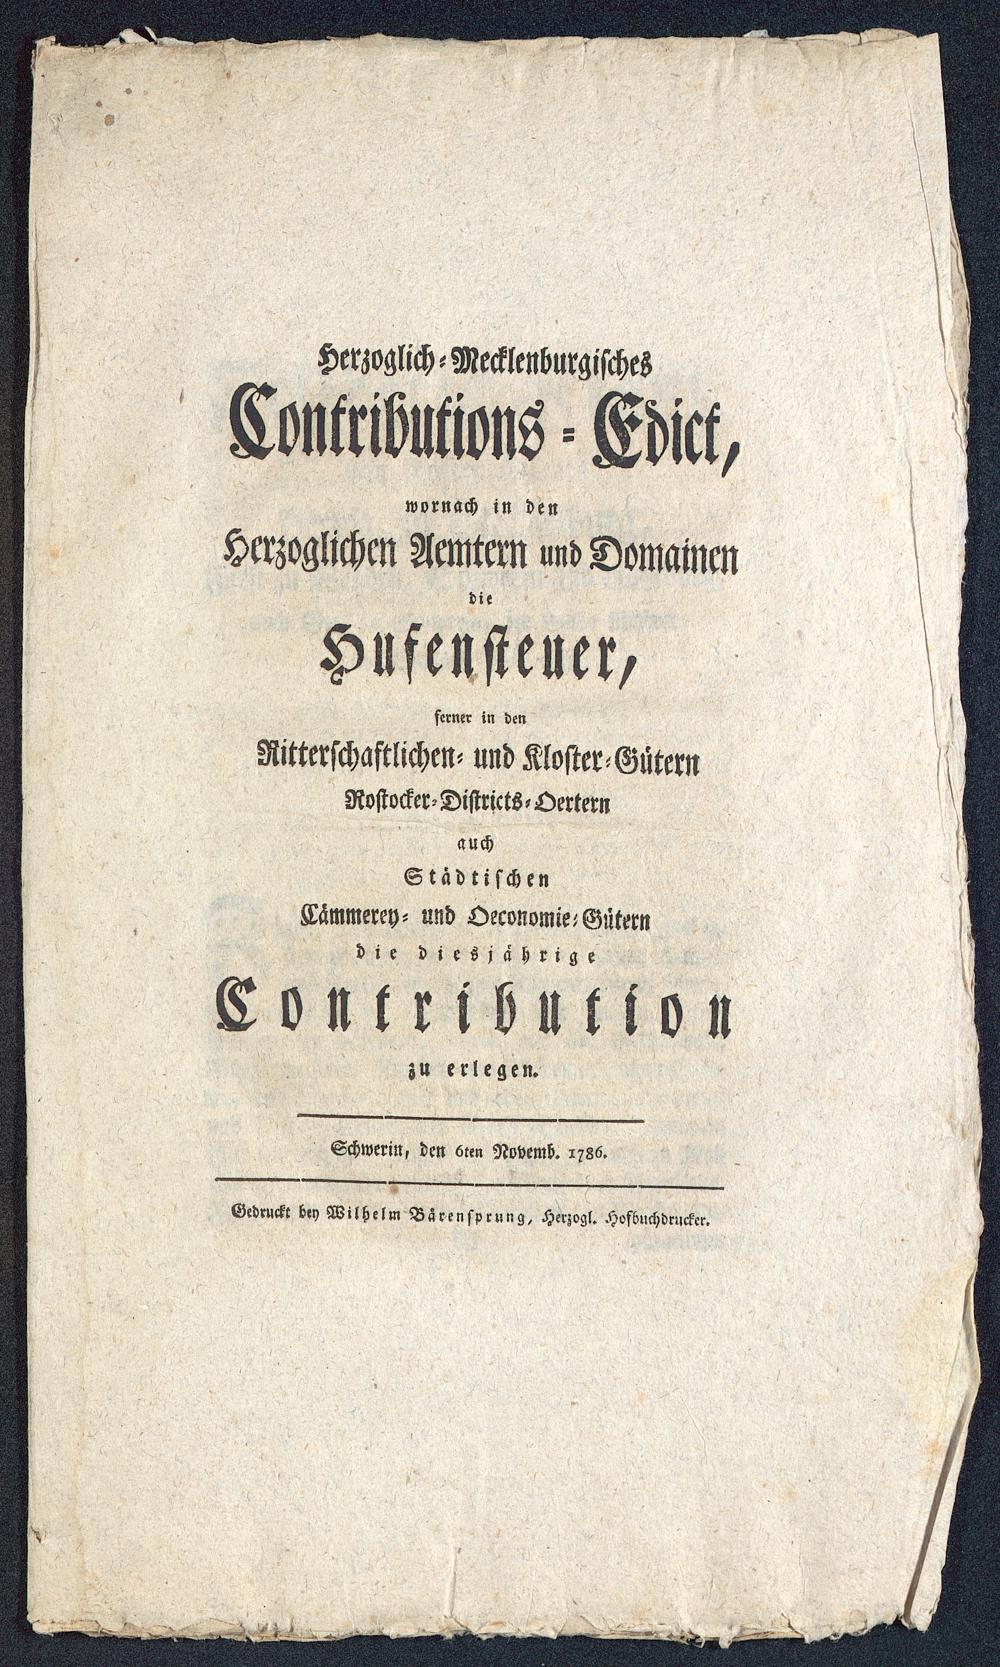 Herzoglich-Mecklenburgisches
Contributions-Edict,
wornach in den
Herzoglichen Aemtern und Domainen
die
Hufensteuer,
ferner in den
Ritterschaftlichen- und Kloster-Gütern
Rostocker-Districts-Oertern
auch
Städtischen
Cämmerey- und Oeconomie-Gütern
die diesjährige
Contribution
zu erlegen.
Schwerin, den 6ten Novemb. 1786.
Gedruckt bey Wilhelm Bärensprung, Herzogl. Hofbuchdrucker.